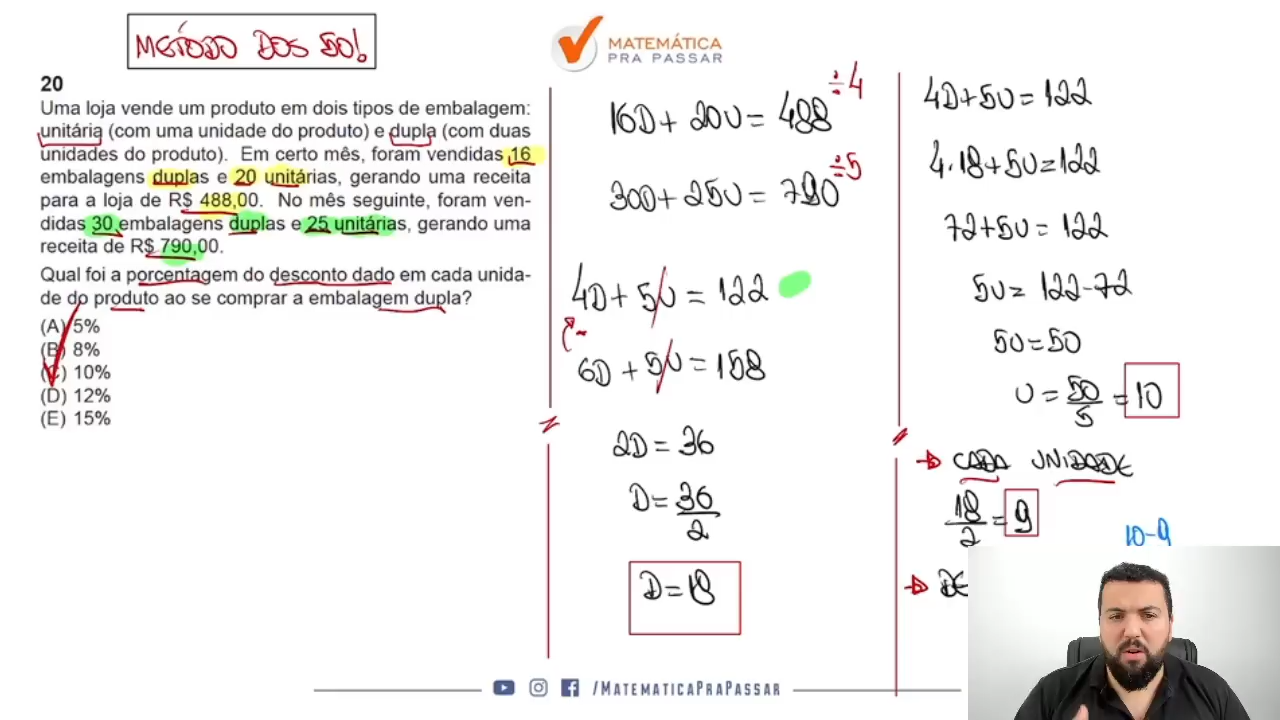 MÉTODO DOS 50!
MATEMÁTICA
PRA PASSAR
20
Uma loja vende um produto em dois tipos de embalagem:
unitária (com uma unidade do produto) e dupla (com duas
unidades do produto). Em certo mês, foram vendidas 16
embalagens duplas e 20 unitárias, gerando uma receita
para a loja de R$ 488,00. No mês seguinte, foram ven-
didas 30 embalagens duplas e 25 unitárias, gerando uma
receita de R$ 790,00.
Qual foi a porcentagem do desconto dado em cada unida-
de do produto ao se comprar a embalagem dupla?
(A) 5%
(B) 8%
(C) 10%
(D) 12%
(E) 15%
16D + 20U = 488 ÷4
30D + 25U = 790 ÷5
4D + 5U = 122
6D + 5U = 158
2D = 36
D = 36
2
D = 18
4D + 5U = 122
4.18 + 5U = 122
72 + 5U = 122
5U = 122 - 72
5U = 50
U = 50 = 10
5
CADA UNIDADE
18 = 9
2
10-9
DE
/MATEMATICAPRAPASSAR